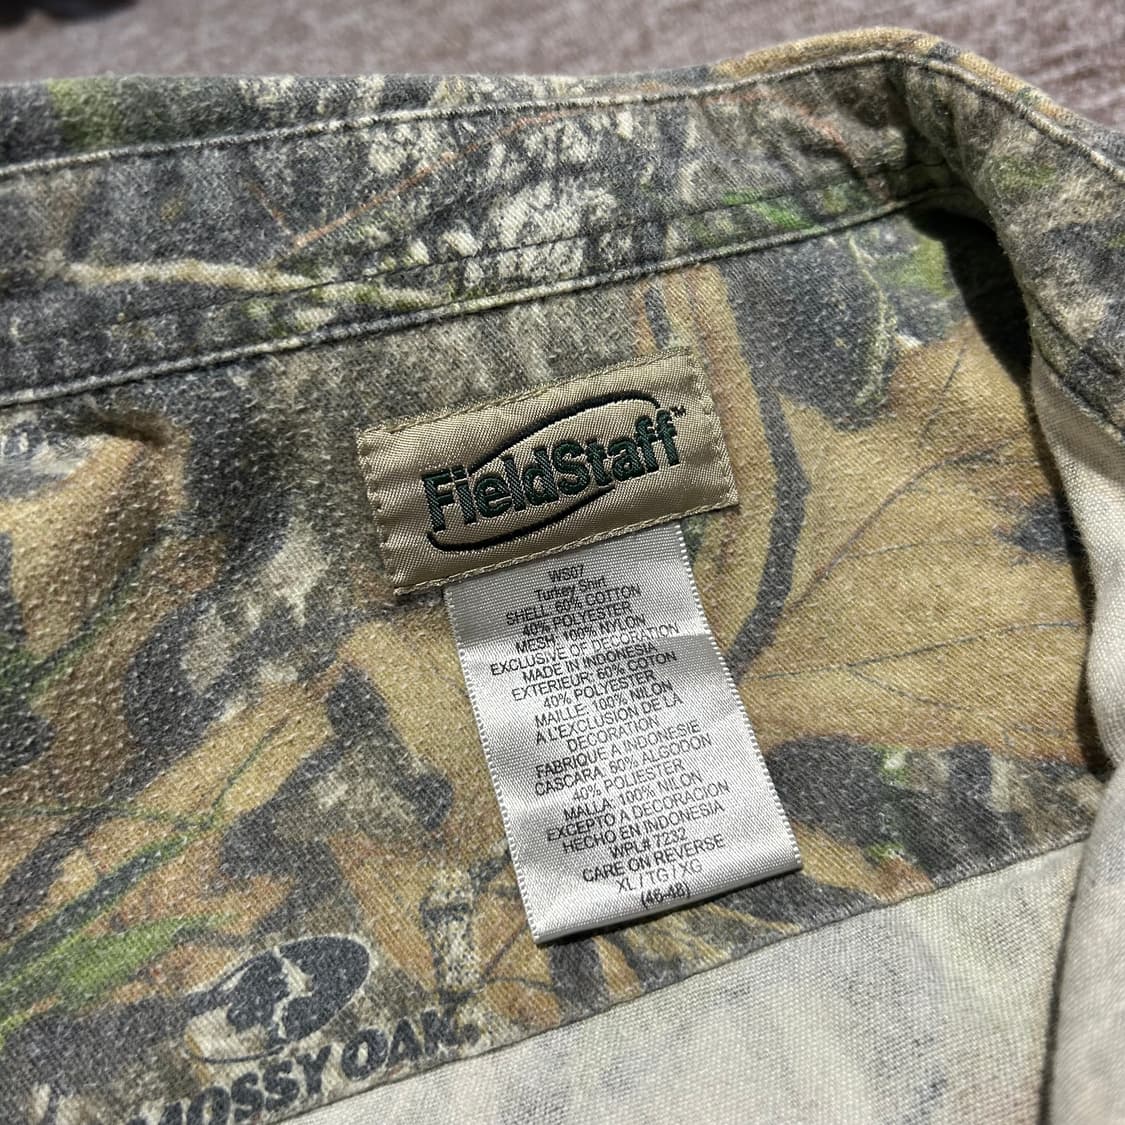 FieldStaff™
WS07
Turkey Shirt
SHELL: 60% COTTON
40% POLYESTER
MESH: 100% NYLON
EXCLUSIVE OF DECORATION
MADE IN INDONESIA
EXTERIEUR: 60% COTON
40% POLYESTER
MAILLE: 100% NILON
A L'EXCLUSION DE LA
DECORATION
FABRIQUE A INDONESIE
CASCARA: 60% ALGODON
40% POLIESTER
MALLA: 100% NILON
EXCEPTO A DECORACION
HECHO EN INDONESIA
WPL# 7232
CARE ON REVERSE
XL / TG / XG
(46-48)
MOSSY OAK